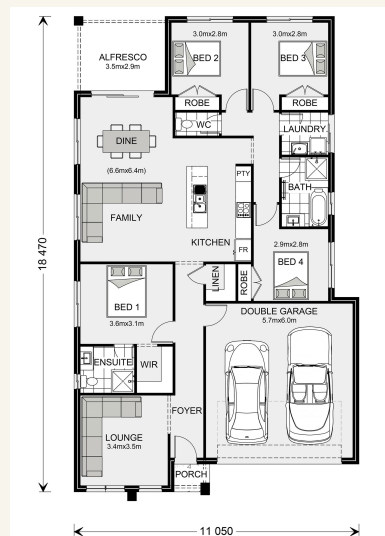 3.0mx2.8m
BED 2
3.0mx2.8m
BED 3
ALFRESCO
3.5mx2.9m
ROBE
ROBE
WC
LAUNDRY
DINE
(6.6mx6.4m)
PTY
BATH
FAMILY
KITCHEN
FR
18 470
2.9mx2.8m
BED 4
LINEN
ROBE
BED 1
3.6mx3.1m
DOUBLE GARAGE
5.7mx6.0m
ENSUITE
WIR
FOYER
LOUNGE
3.4mx3.5m
PORCH
11 050